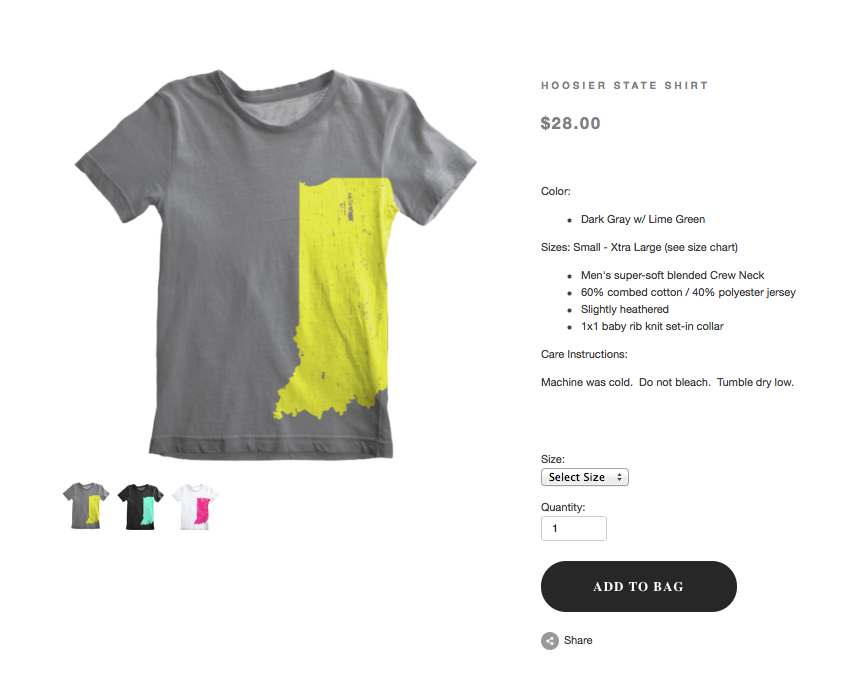 HOOSIER STATE SHIRT
$28.00
Color:
Dark Gray w/ Lime Green
Sizes: Small - Xtra Large (see size chart)
Men's super-soft blended Crew Neck
60% combed cotton / 40% polyester jersey
Slightly heathered
1x1 baby rib knit set-in collar
Care Instructions:
Machine was cold.  Do not bleach.  Tumble dry low.
Size:
Select Size
Quantity:
1
ADD TO BAG
Share